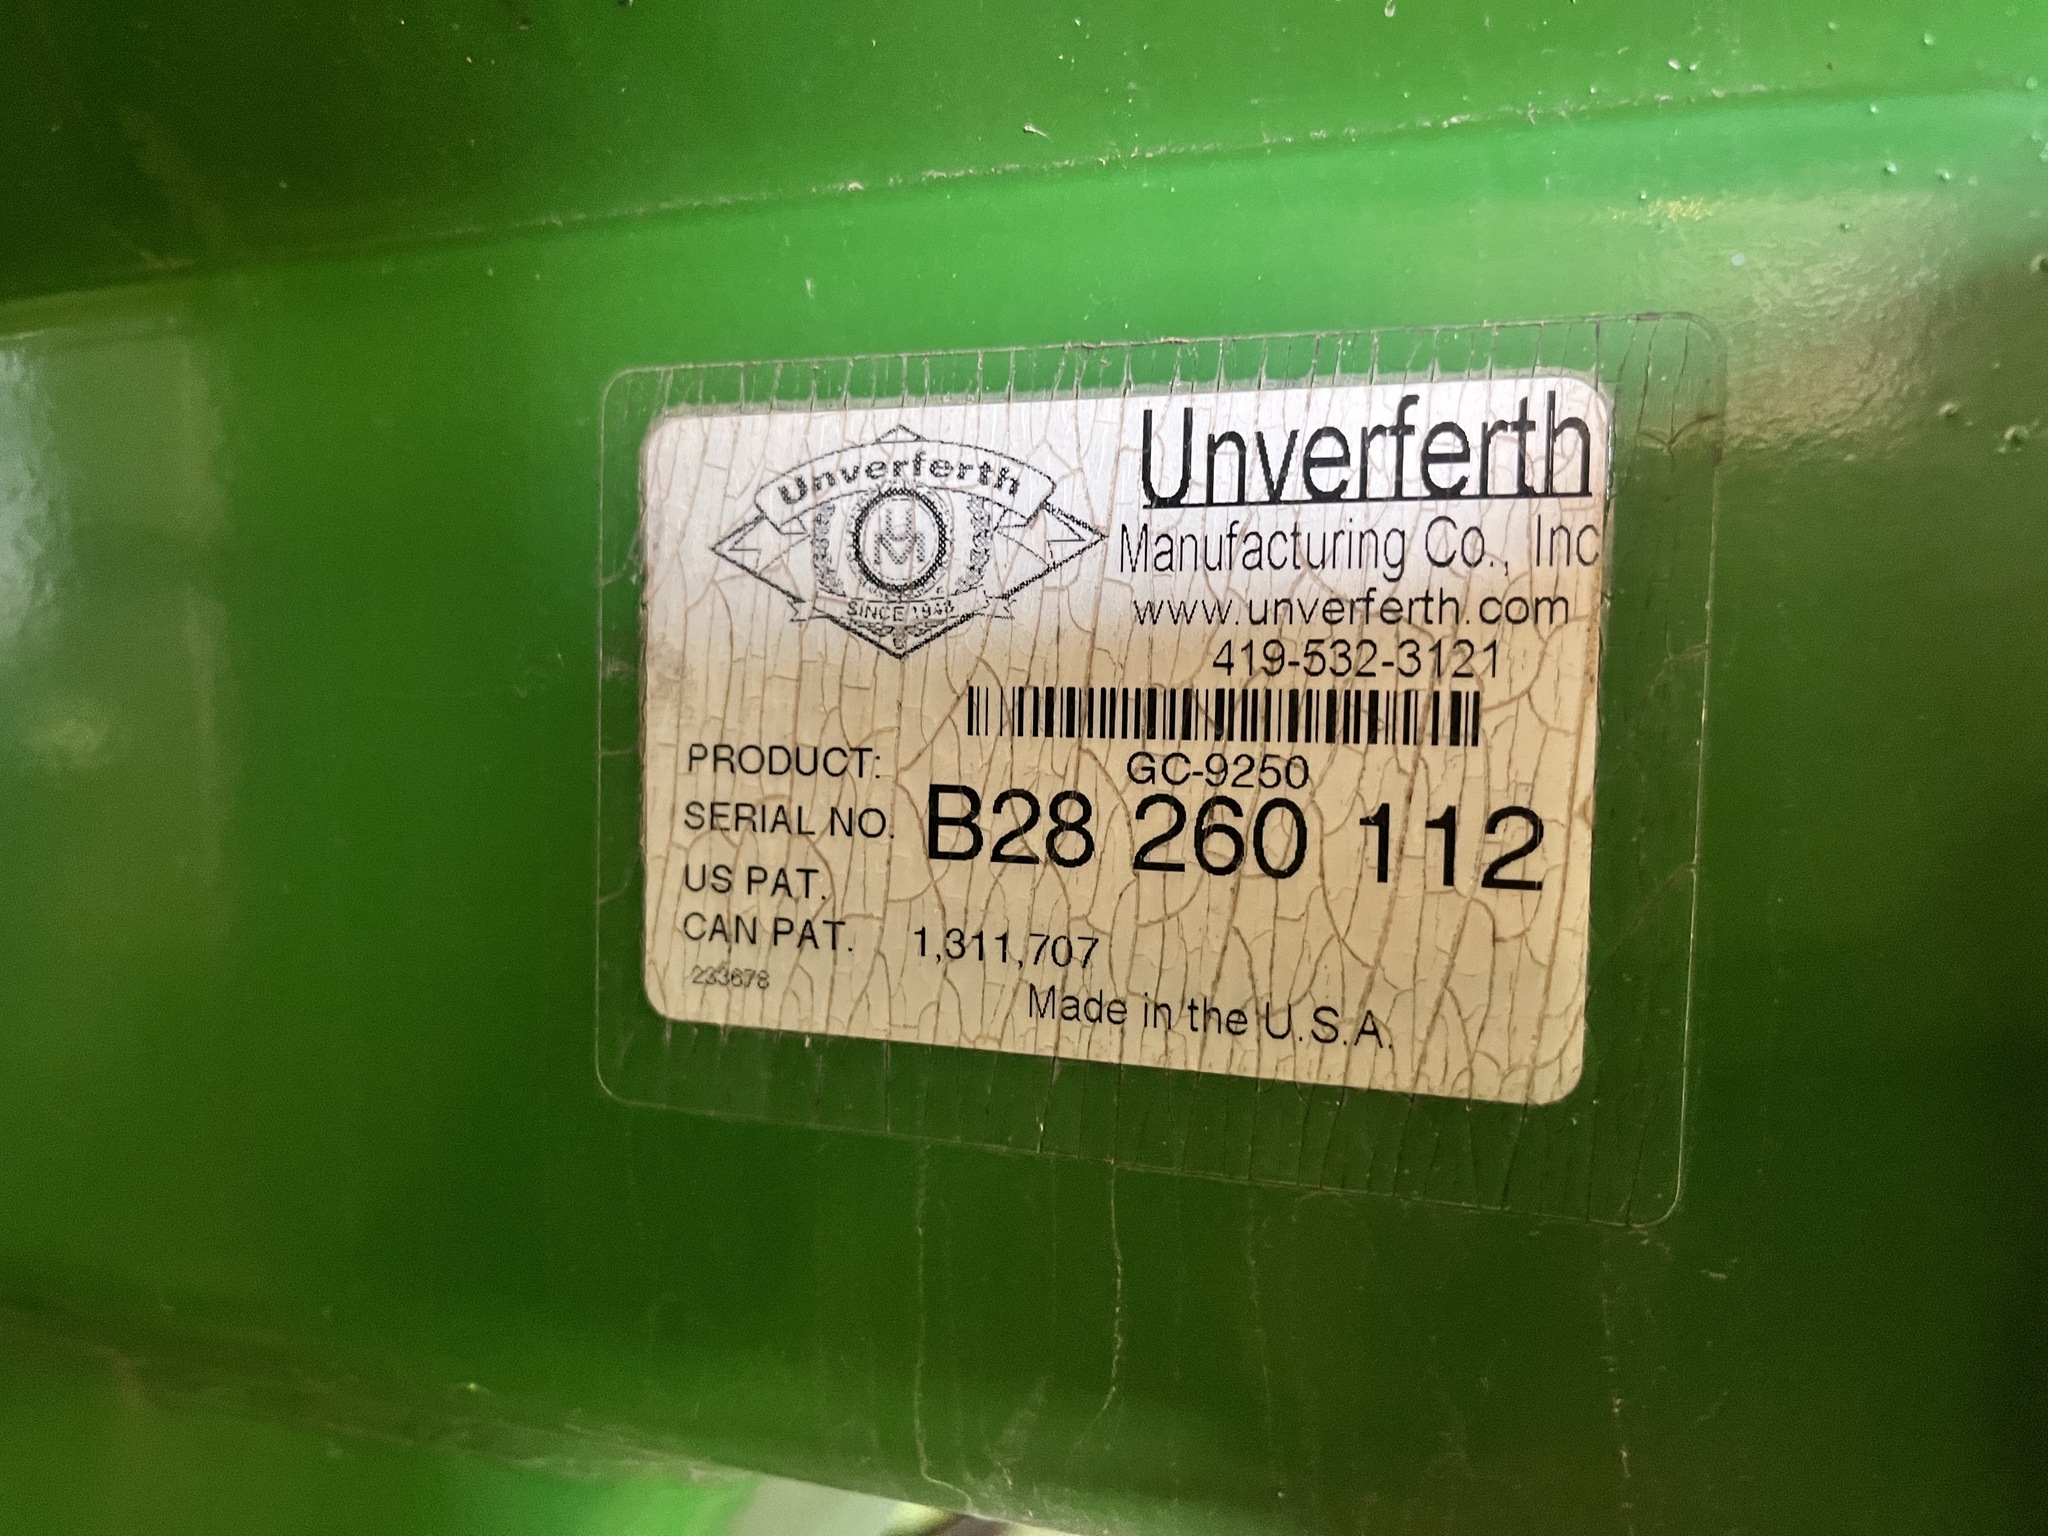 Unverferth
UM
SINCE 1948
Unverferth
Manufacturing Co., Inc
www.unverferth.com
419-532-3121
PRODUCT: GC-9250
SERIAL NO. B28 260 112
US PAT.
CAN PAT. 1,311,707
233678
Made in the U.S.A.